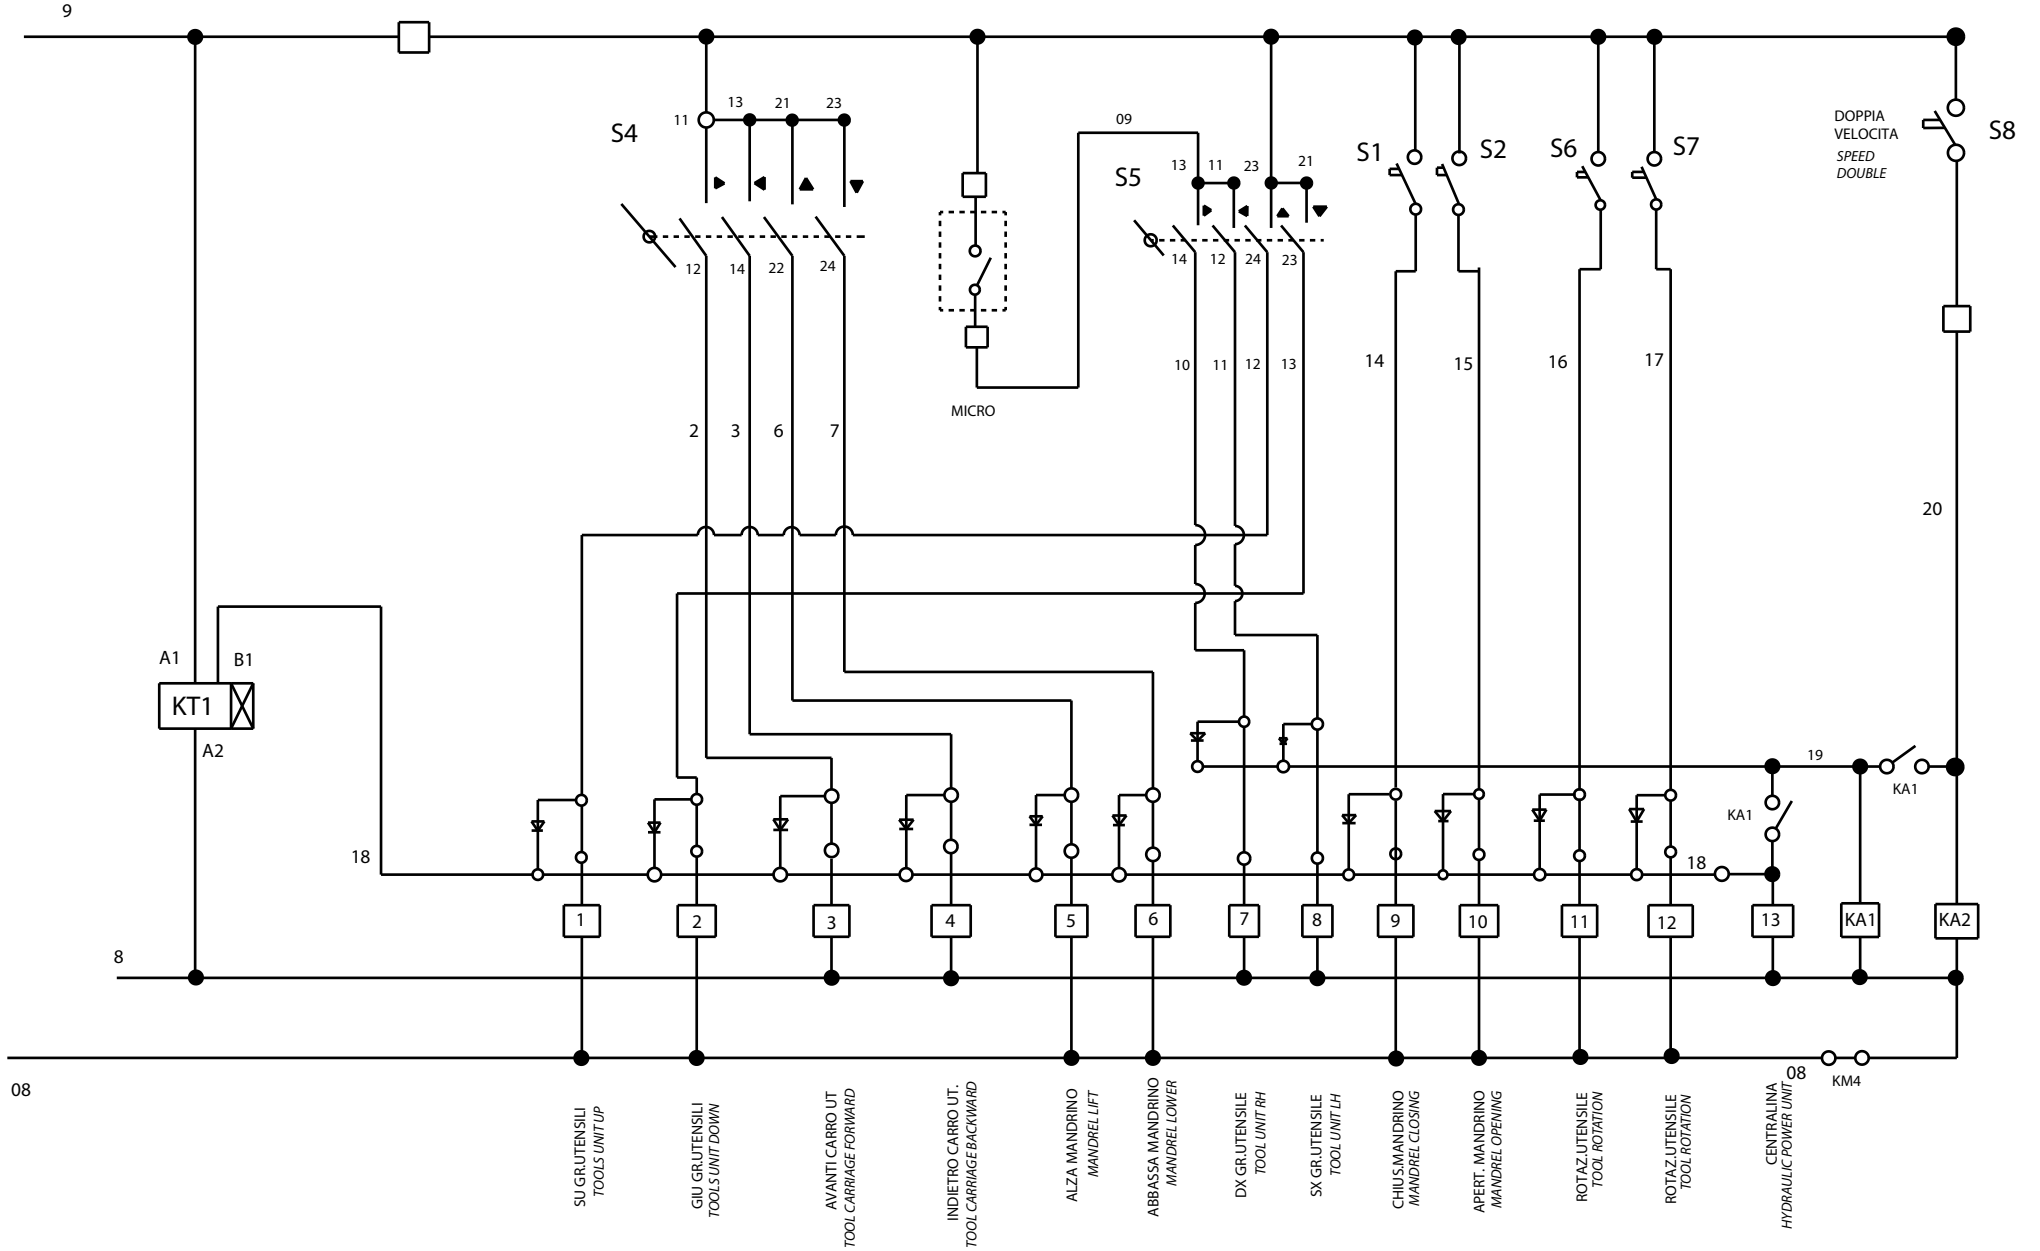 9
S4
11
13
21
23
12
14
22
24
2
3
6
7
MICRO
09
S5
13
11
23
21
14
12
24
23
10
11
12
13
S1
S2
S6
S7
14
15
16
17
DOPPIA
VELOCITA
SPEED
DOUBLE
S8
20
A1
B1
KT1
A2
18
19
KA1
KA1
18
1
2
3
4
5
6
7
8
9
10
11
12
13
KA1
KA2
8
08
08
KM4
SU GR.UTENSILI
TOOLS UNIT UP
GIU GR.UTENSILI
TOOLS UNIT DOWN
AVANTI CARRO UT
TOOL CARRIAGE FORWARD
INDIETRO CARRO UT.
TOOL CARRIAGE BACKWARD
ALZA MANDRINO
MANDREL LIFT
ABBASSA MANDRINO
MANDREL LOWER
DX GR.UTENSILE
TOOL UNIT RH
SX GR.UTENSILE
TOOL UNIT LH
CHIUS.MANDRINO
MANDREL CLOSING
APERT. MANDRINO
MANDREL OPENING
ROTAZ.UTENSILE
TOOL ROTATION
ROTAZ.UTENSILE
TOOL ROTATION
CENTRALINA
HYDRAULIC POWER UNIT